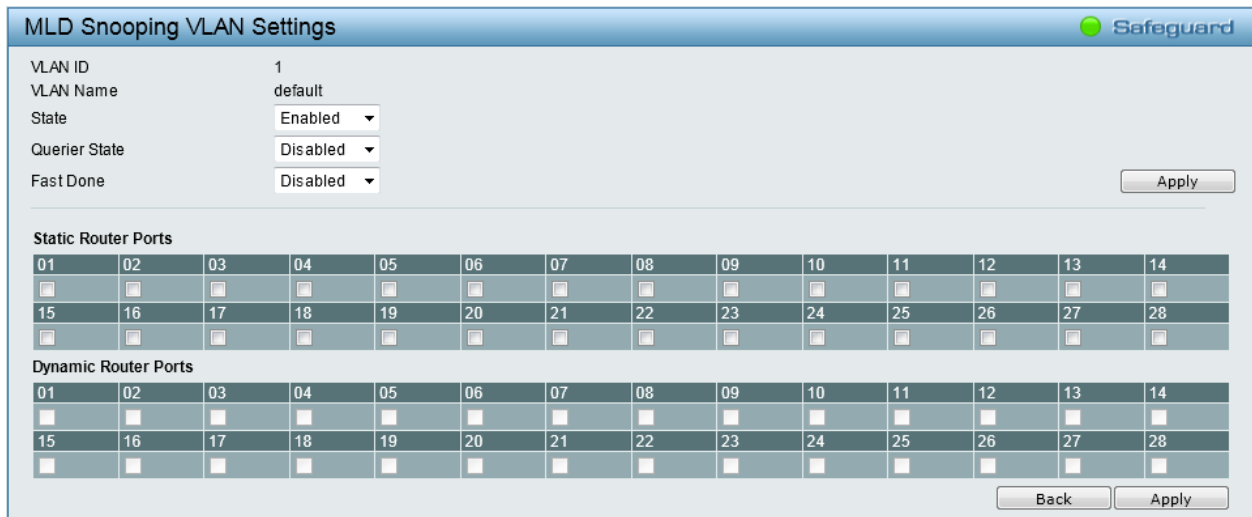 MLD Snooping VLAN Settings Safeguard
VLAN ID 1
VLAN Name default
State Enabled
Querier State Disabled
Fast Done Disabled Apply
Static Router Ports
01 02 03 04 05 06 07 08 09 10 11 12 13 14
15 16 17 18 19 20 21 22 23 24 25 26 27 28
Dynamic Router Ports
01 02 03 04 05 06 07 08 09 10 11 12 13 14
15 16 17 18 19 20 21 22 23 24 25 26 27 28
Back Apply